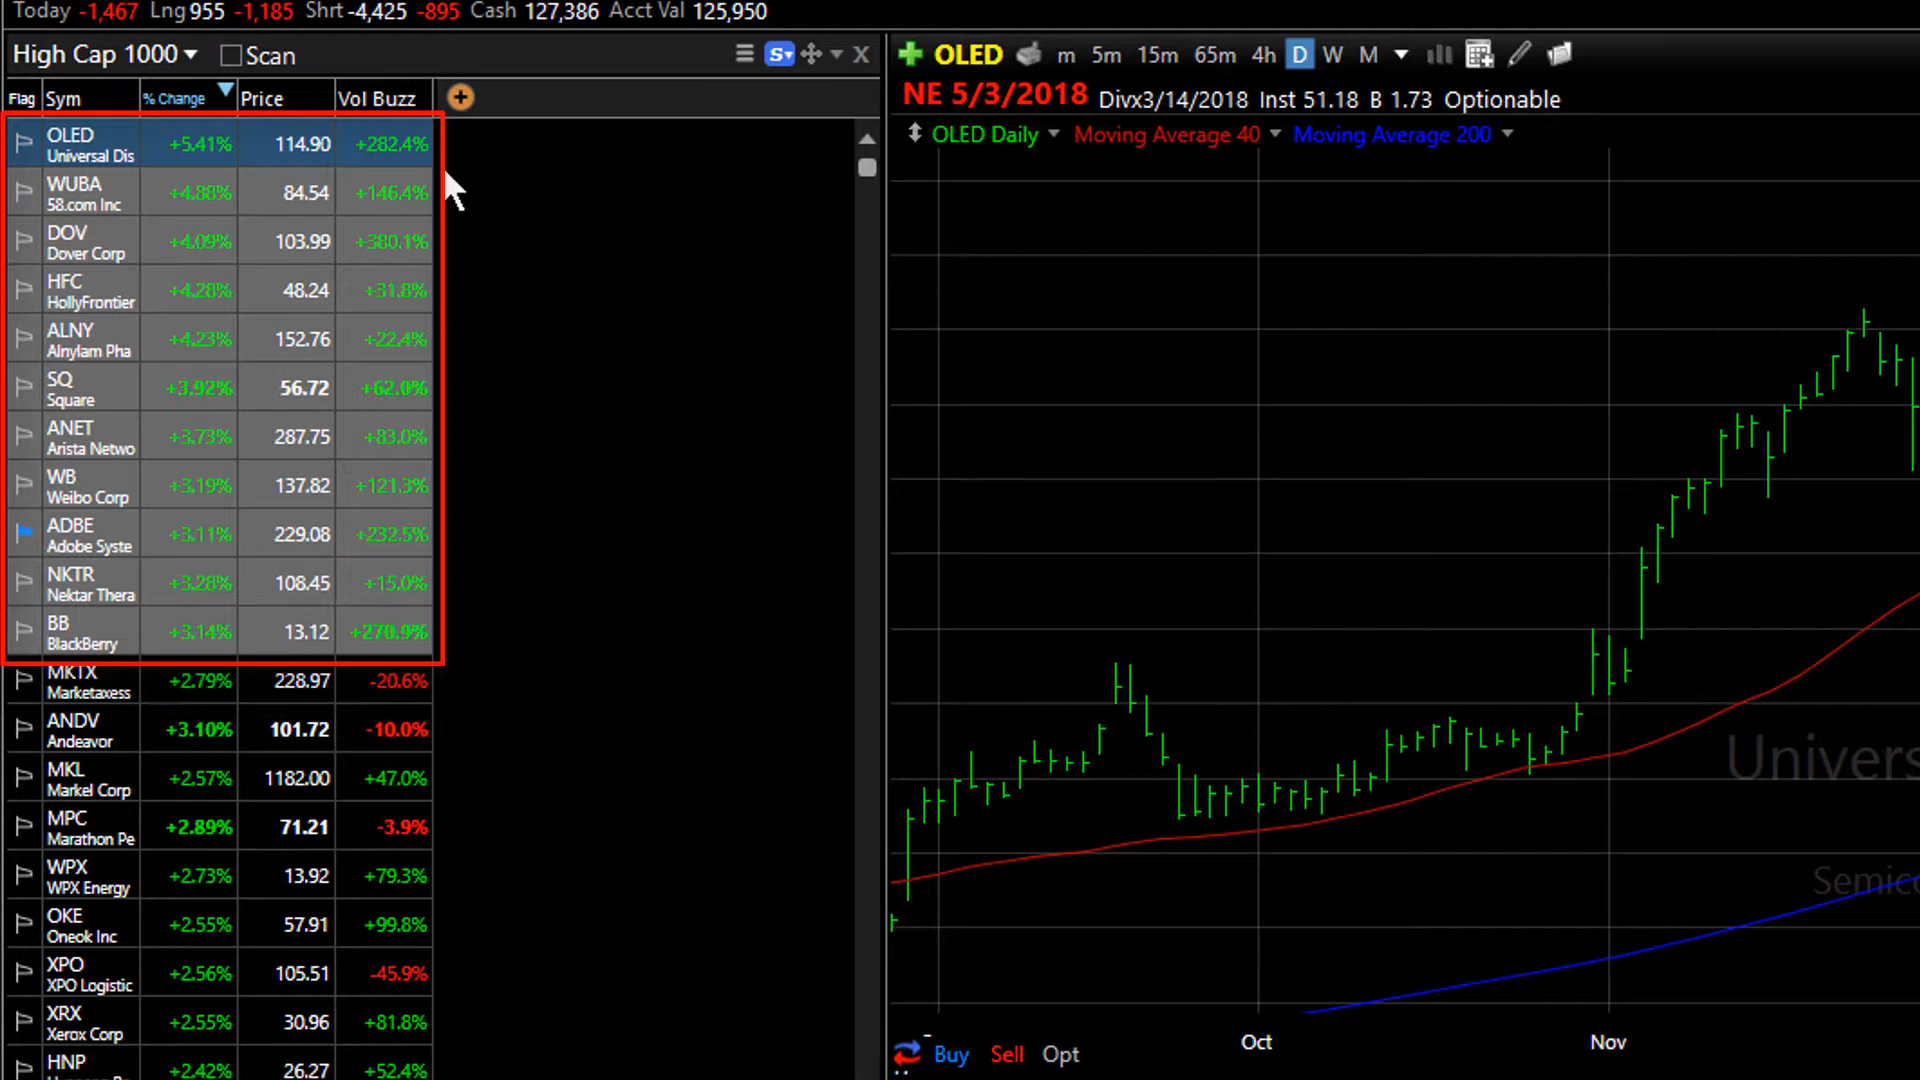 Today -1,467 Lng 955 -1,185 Shrt -4,425 -895 Cash 127,386 Acct Val 125,950
High Cap 1000 Scan
S
X
Flag Sym % Change Price Vol Buzz
OLED +5.41% 114.90 +282.4%
Universal Dis
WUBA +4.88% 84.54 +146.4%
58.com Inc
DOV +4.09% 103.99 +380.1%
Dover Corp
HFC +4.28% 48.24 +31.8%
HollyFrontier
ALNY +4.23% 152.76 +22.4%
Alnylam Pha
SQ +3.92% 56.72 +62.0%
Square
ANET +3.73% 287.75 +83.0%
Arista Netwo
WB +3.19% 137.82 +121.3%
Weibo Corp
ADBE +3.11% 229.08 +232.5%
Adobe Syste
NKTR +3.28% 108.45 +15.0%
Nektar Thera
BB +3.14% 13.12 +270.9%
BlackBerry
MKTX +2.79% 228.97 -20.6%
Marketaxess
ANDV +3.10% 101.72 -10.0%
Andeavor
MKL +2.57% 1182.00 +47.0%
Markel Corp
MPC +2.89% 71.21 -3.9%
Marathon Pe
WPX +2.73% 13.92 +79.3%
WPX Energy
OKE +2.55% 57.91 +99.8%
Oneok Inc
XPO +2.56% 105.51 -45.9%
XPO Logistic
XRX +2.55% 30.96 +81.8%
Xerox Corp
HNP +2.42% 26.27 +52.4%
OLED m 5m 15m 65m 4h D W M
NE 5/3/2018 Divx3/14/2018 Inst 51.18 B 1.73 Optionable
OLED Daily Moving Average 40 Moving Average 200
Univers
Semico
Oct Nov
Buy Sell Opt